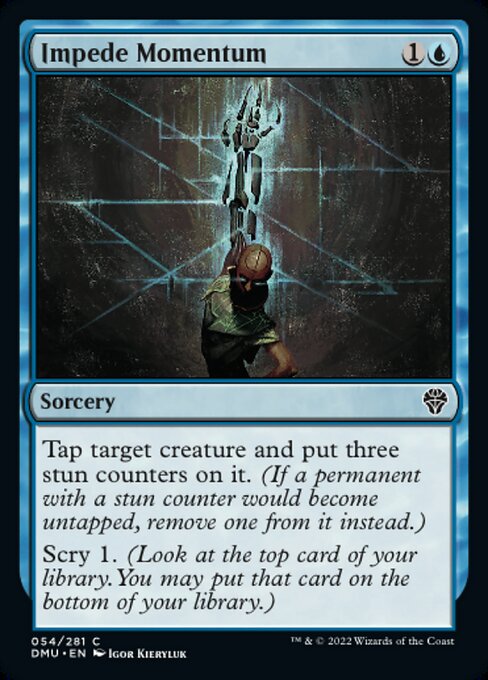 Impede Momentum 1
Sorcery
Tap target creature and put three
stun counters on it. (If a permanent
with a stun counter would become
untapped, remove one from it instead.)
Scry 1. (Look at the top card of your
library. You may put that card on the
bottom of your library.)
054/281 C
DMU • EN Igor Kieryluk
™ & © 2022 Wizards of the Coast